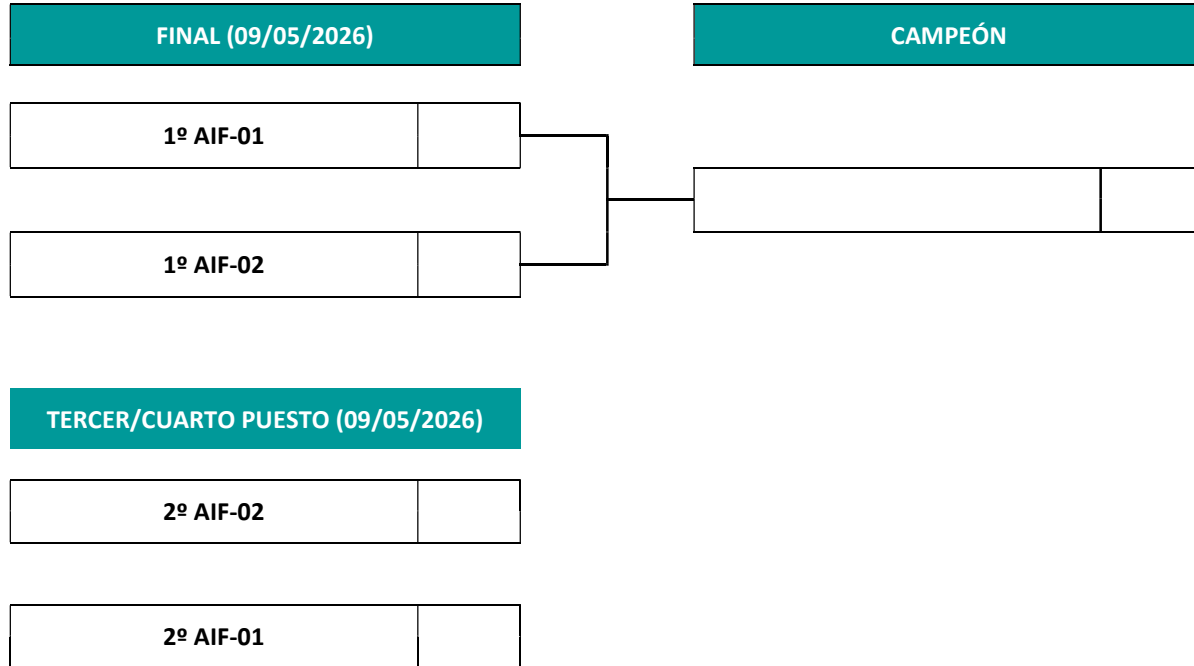 FINAL (09/05/2026)
CAMPEÓN
1º AIF-01
1º AIF-02
TERCER/CUARTO PUESTO (09/05/2026)
2º AIF-02
2º AIF-01